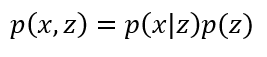 p(x, z) = p(x|z)p(z)